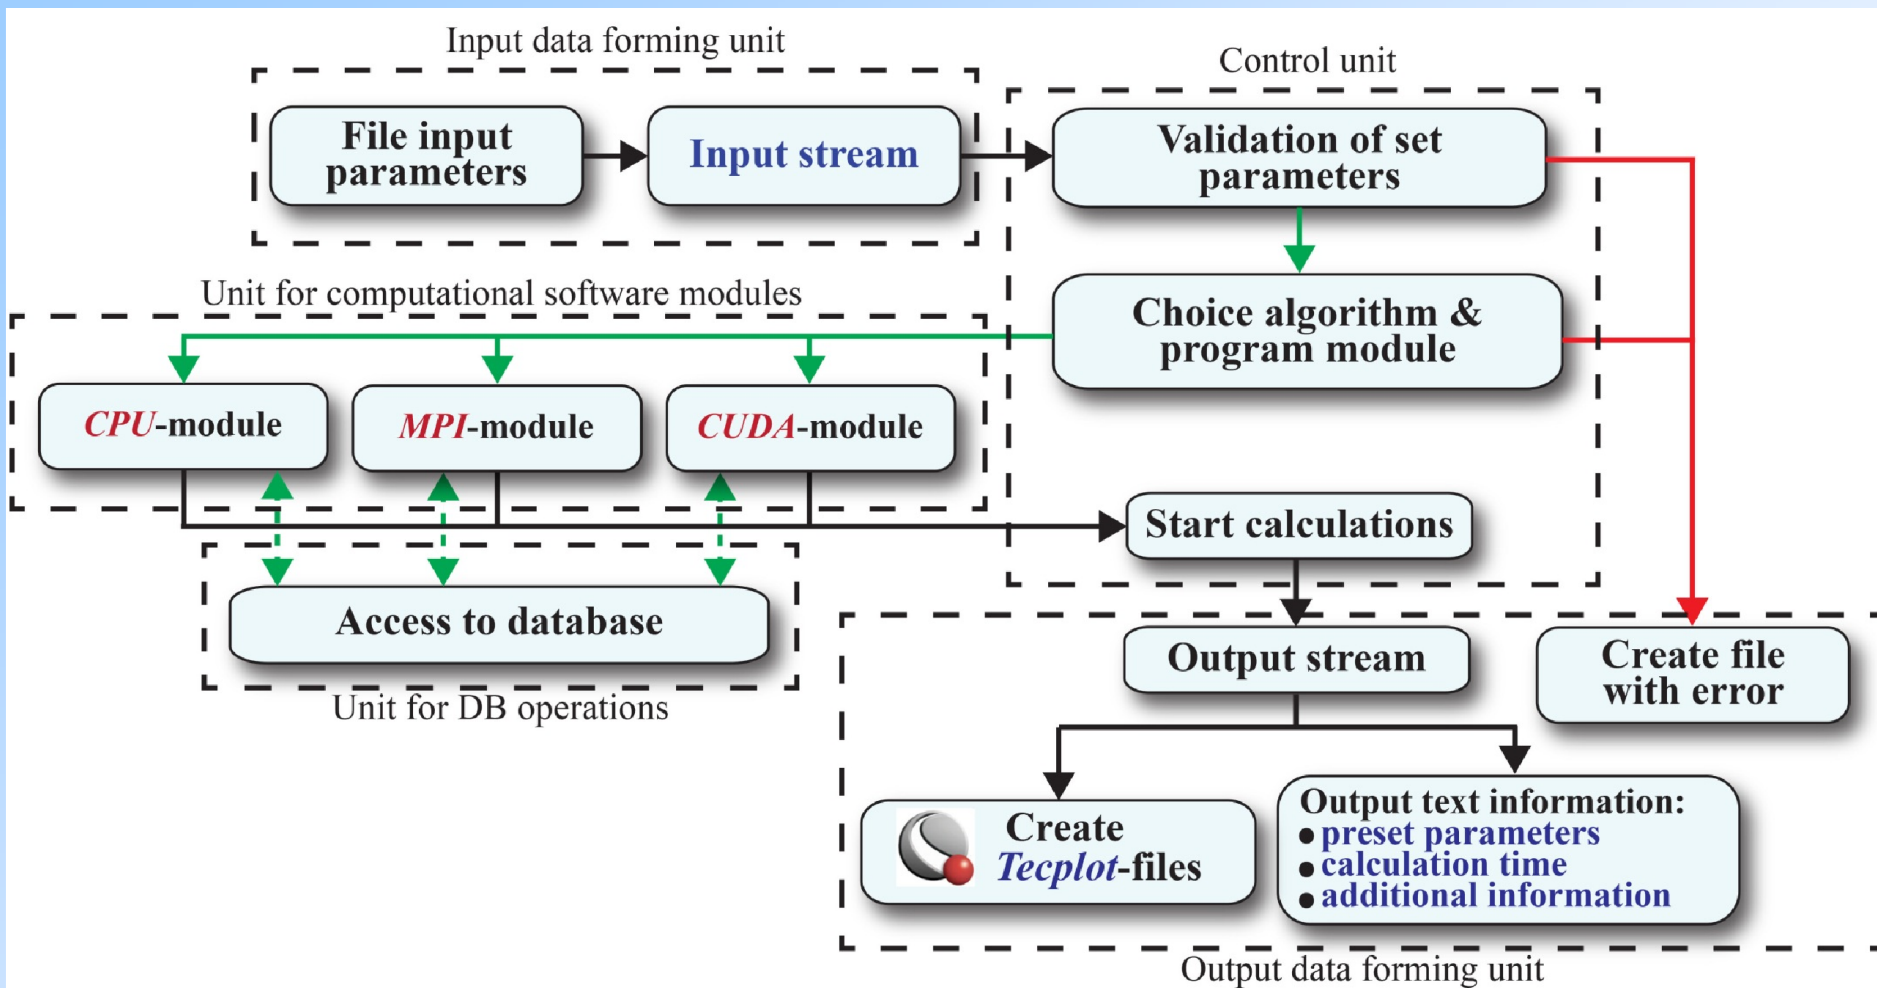 Input data forming unit
Control unit
File input
parameters
Input stream
Validation of set
parameters
Unit for computational software modules
Choice algorithm &
program module
CPU-module
MPI-module
CUDA-module
Start calculations
Access to database
Unit for DB operations
Output stream
Create file
with error
Create
Tecplot-files
Output text information:
• preset parameters
• calculation time
• additional information
Output data forming unit